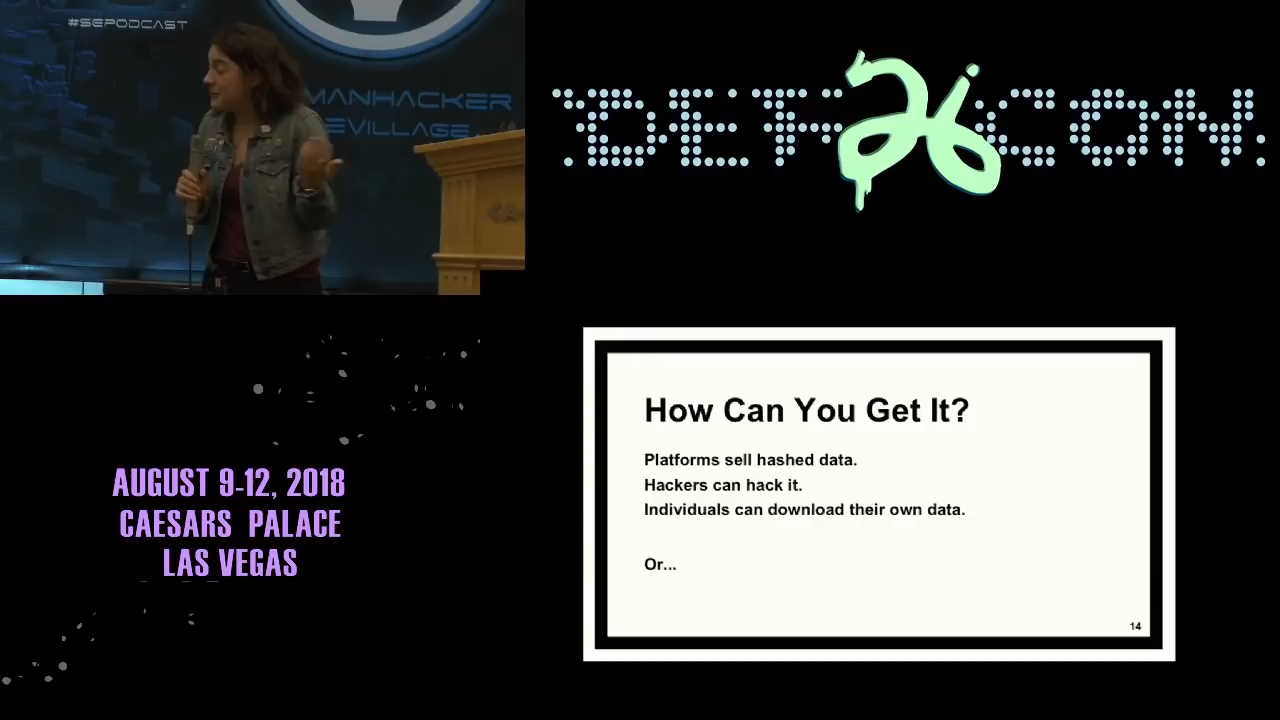 #SEPODCAST
MANHACKER
EVILLAGE
DEF 26 CON
AUGUST 9-12, 2018
CAESARS PALACE
LAS VEGAS
How Can You Get It?
Platforms sell hashed data.
Hackers can hack it.
Individuals can download their own data.
Or...
14